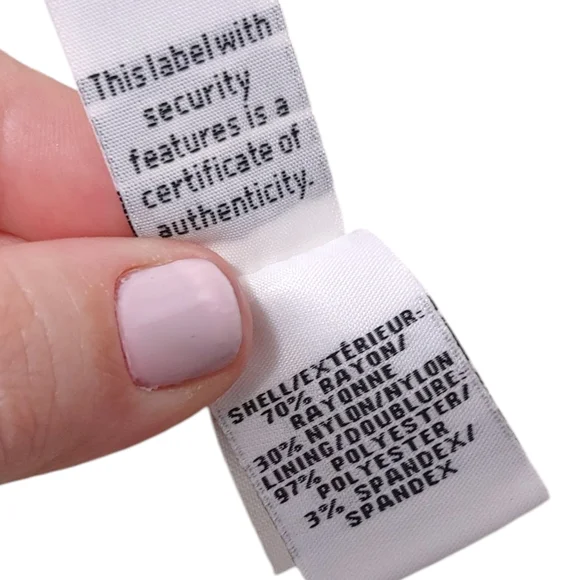 This label with
security
features is a
certificate of
authenticity.
SHELL/EXTÉRIEUR:
70% RAYON/
RAYONNE
30% NYLON/NYLON
LINING/DOUBLURE:
97% POLYESTER/
POLYESTER
3% SPANDEX/
SPANDEX